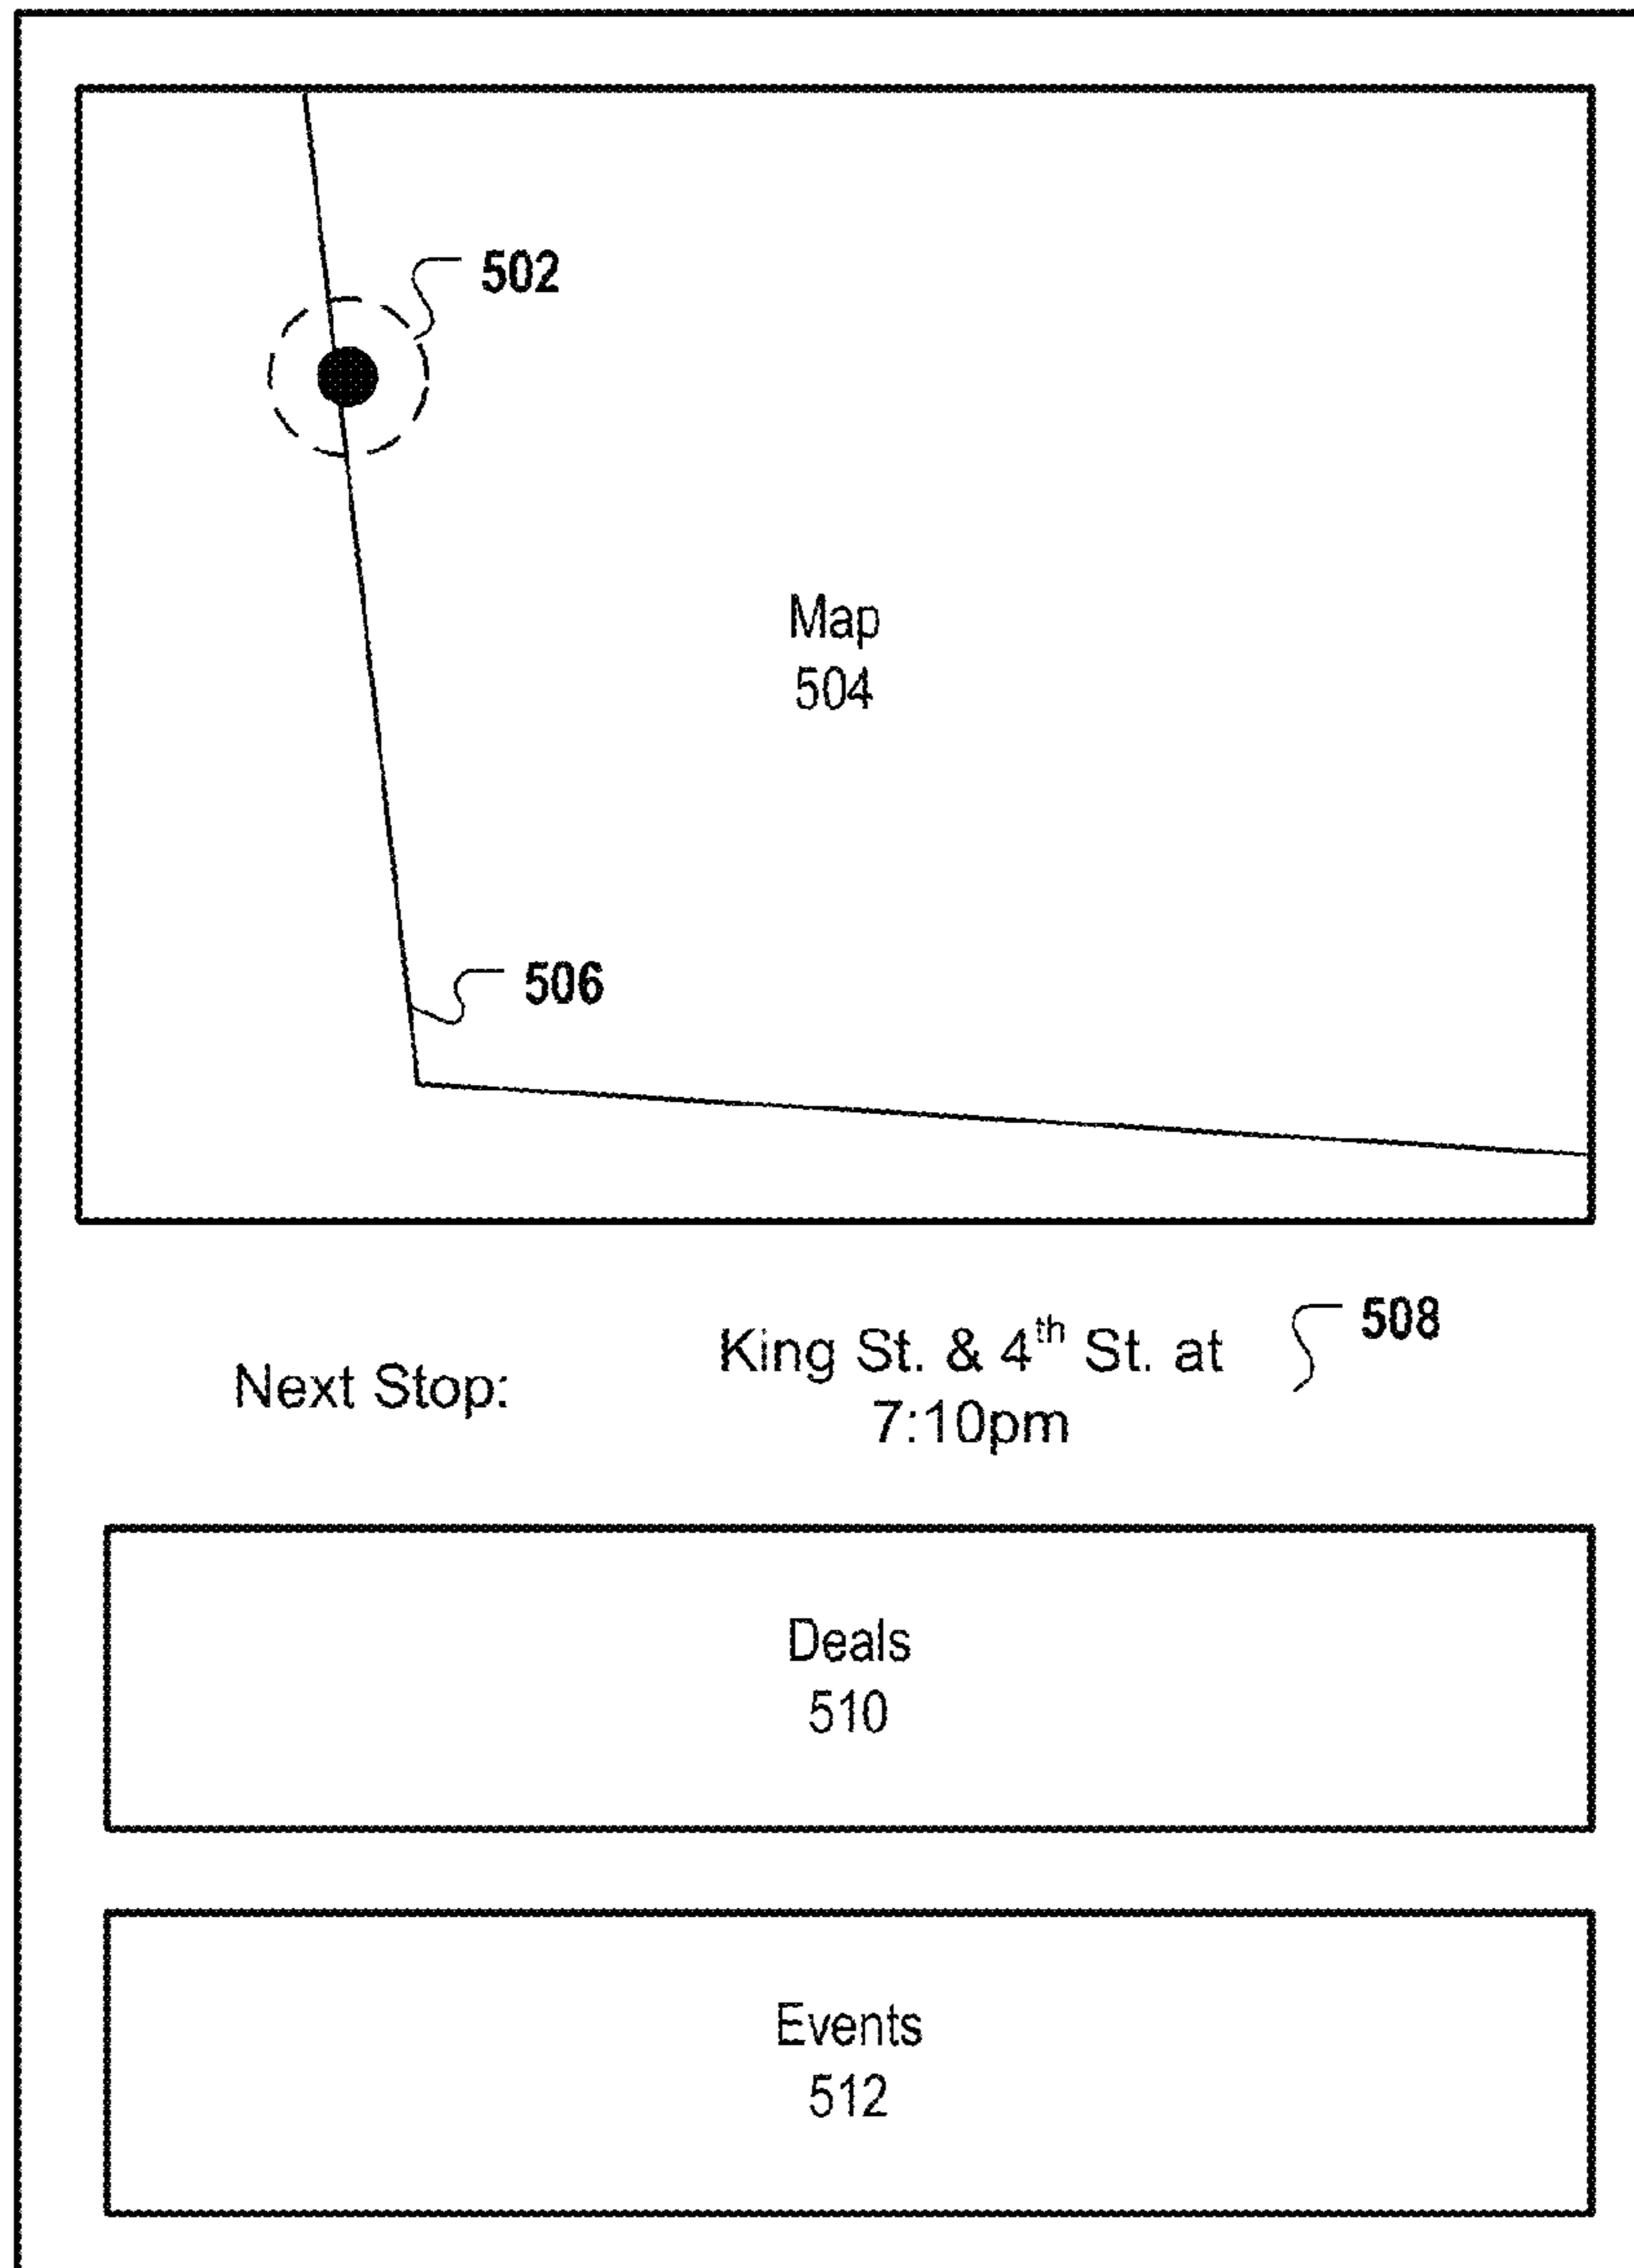 502
Map
504
506
508
King St. & 4th St. at
Next Stop:
7:10pm
Deals
510
Events
512